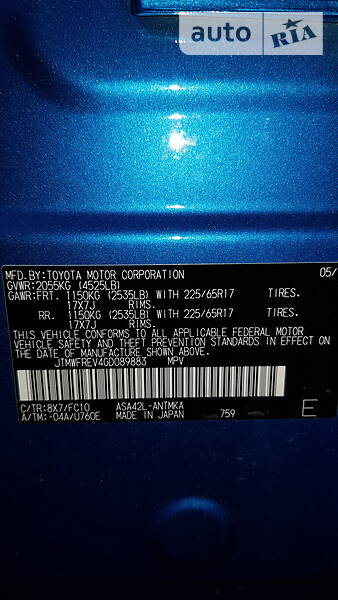 auto RIA
MFD.BY:TOYOTA MOTOR CORPORATION 05/
GVWR:2055KG (4525LB)
GAWR:FRT. 1150KG (2535LB) WITH 225/65R17 TIRES.
17X7J RIMS.
RR. 1150KG (2535LB) WITH 225/65R17 TIRES.
17X7J RIMS.
THIS VEHICLE CONFORMS TO ALL APPLICABLE FEDERAL MOTOR
VEHICLE SAFETY AND BUMPER STANDARDS IN EFFECT ON
THE DATE OF MANUFACTURE SHOWN ABOVE.
JTMWFREV4GD089883 MPV
C/TR:8X7/FC10 ASA42L-ANTMKA
A/TM:-04A/U760E MADE IN JAPAN 759 E